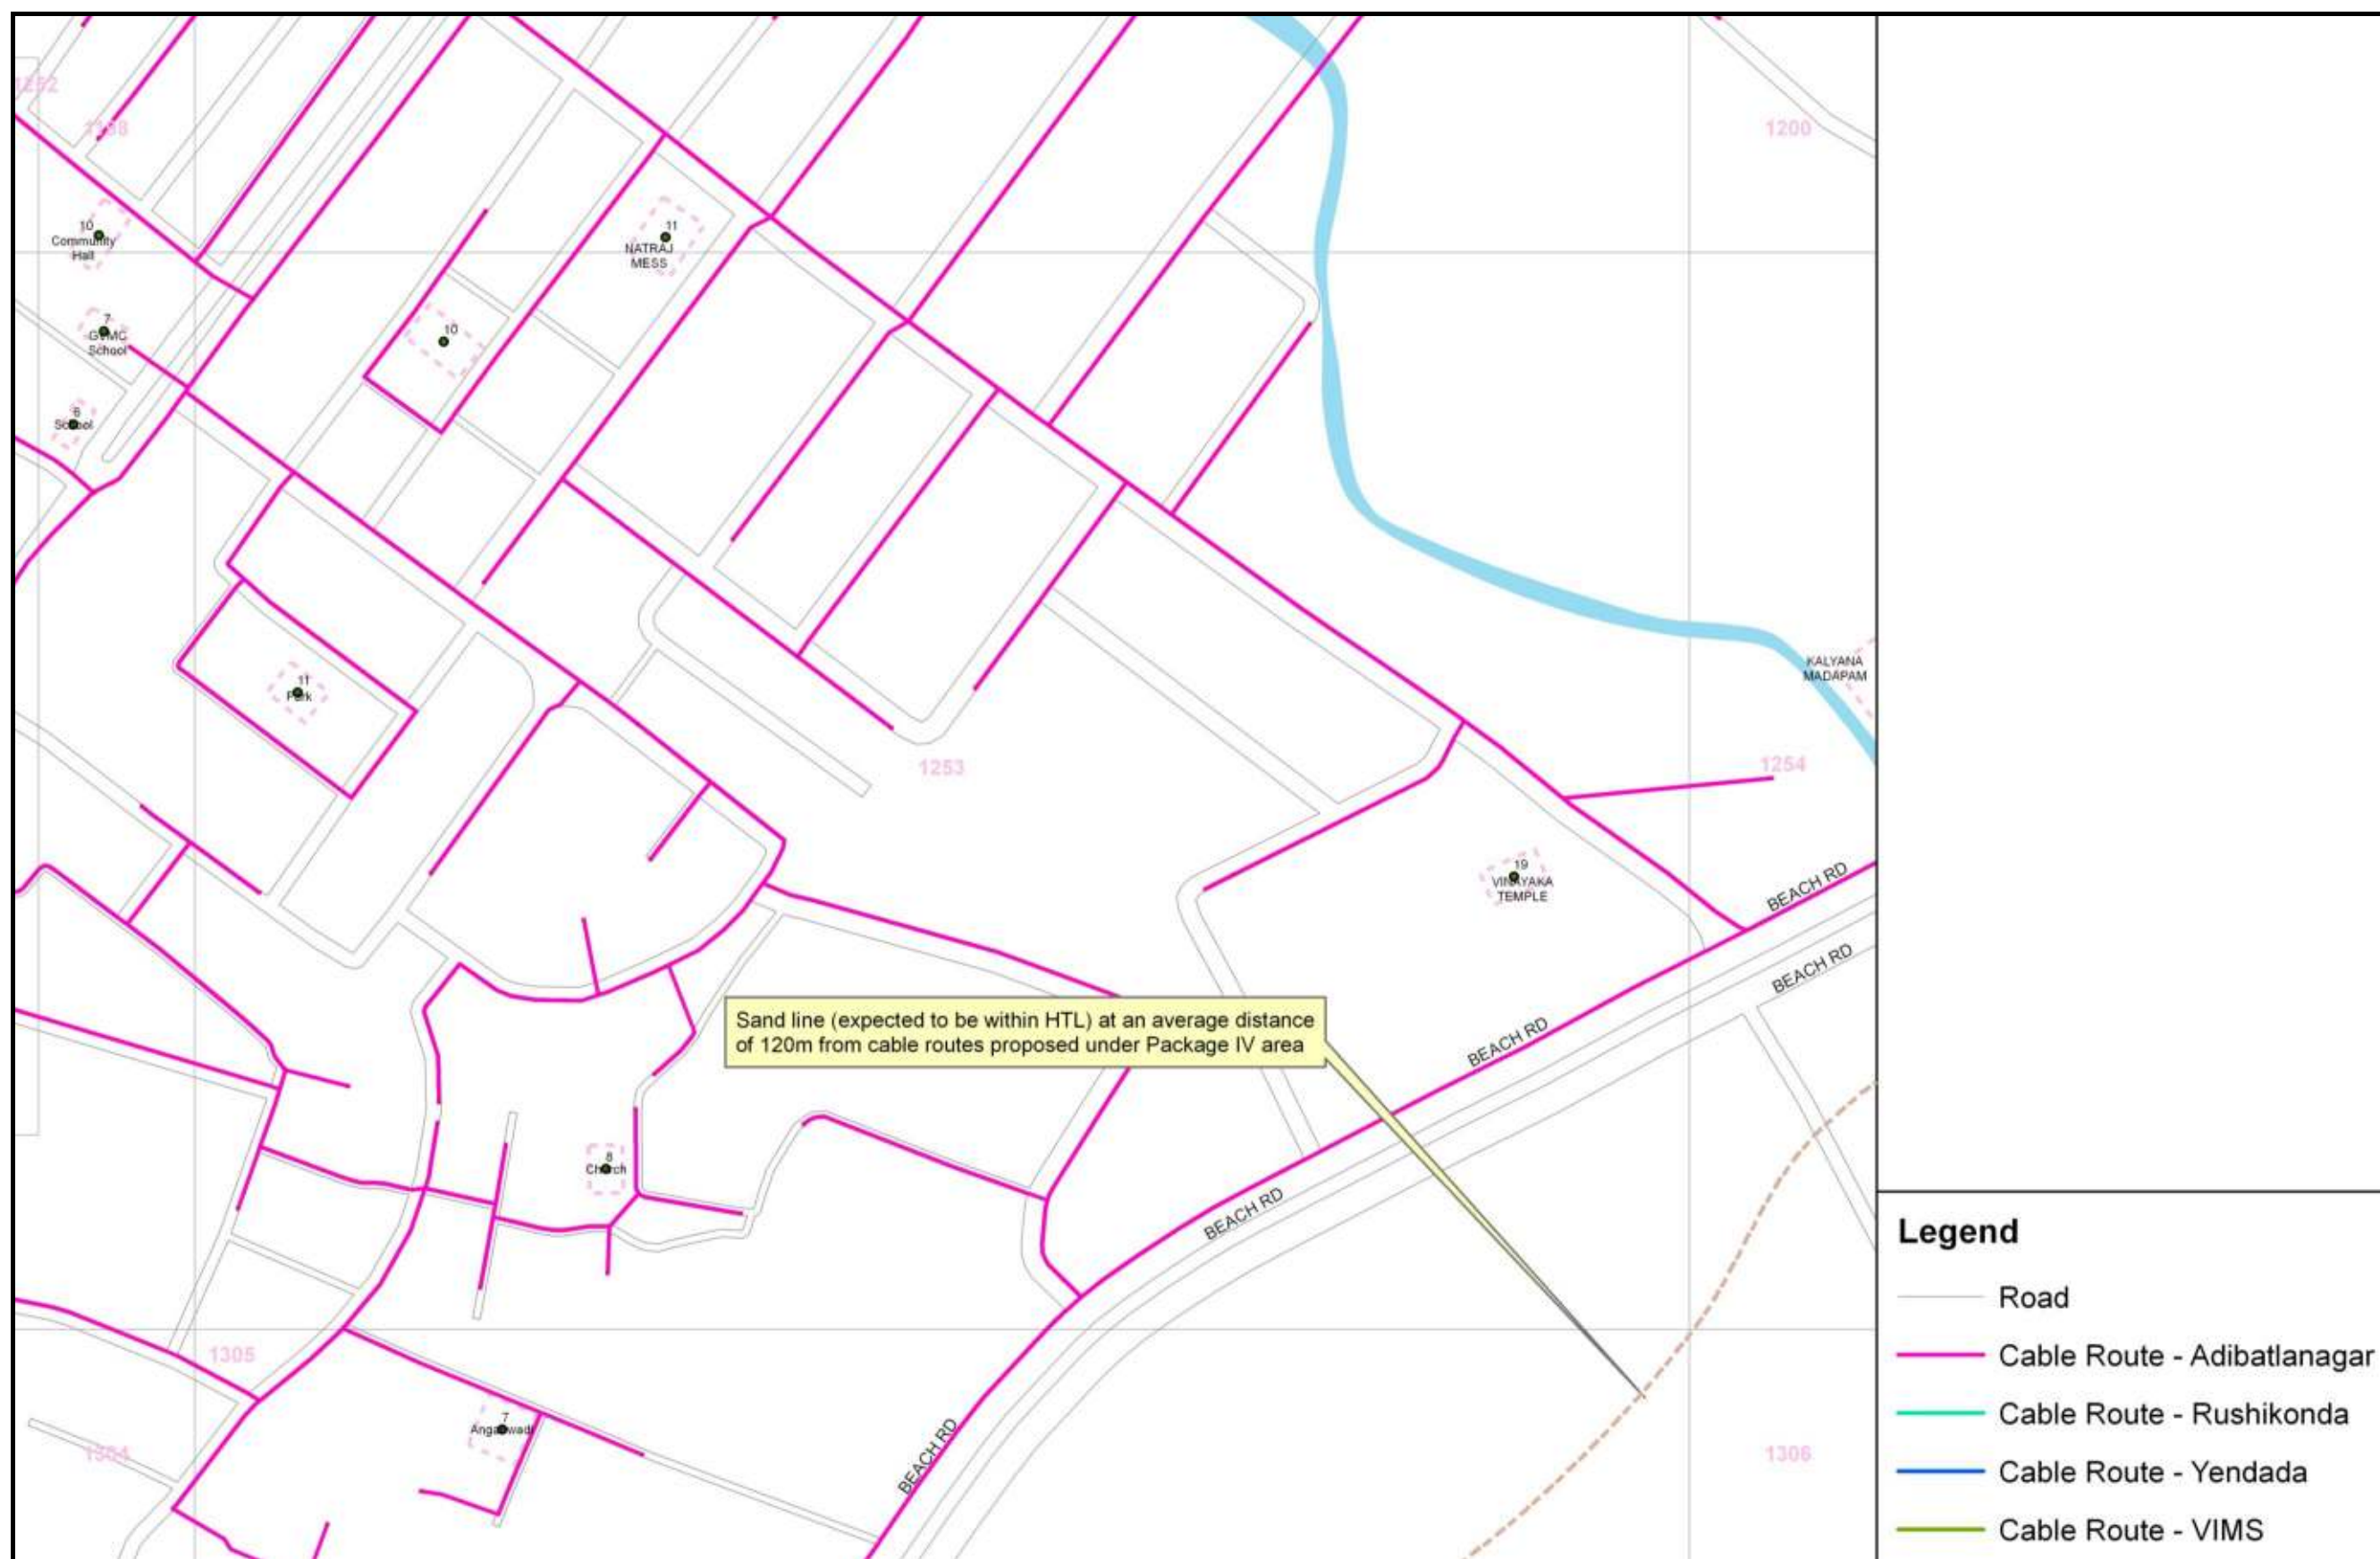 1252
1198
1200
10
Community
Hall
11
NATRAJ
MESS
7
GVMC
School
10
6
School
KALYANA
MADAPAM
11
Park
1253
1254
19
VINAYAKA
TEMPLE
BEACH RD
BEACH RD
Sand line (expected to be within HTL) at an average distance
of 120m from cable routes proposed under Package IV area
BEACH RD
8
Church
BEACH RD
1305
7
Anganwadi
BEACH RD
1304
1306
Legend
Road
Cable Route - Adibatlanagar
Cable Route - Rushikonda
Cable Route - Yendada
Cable Route - VIMS